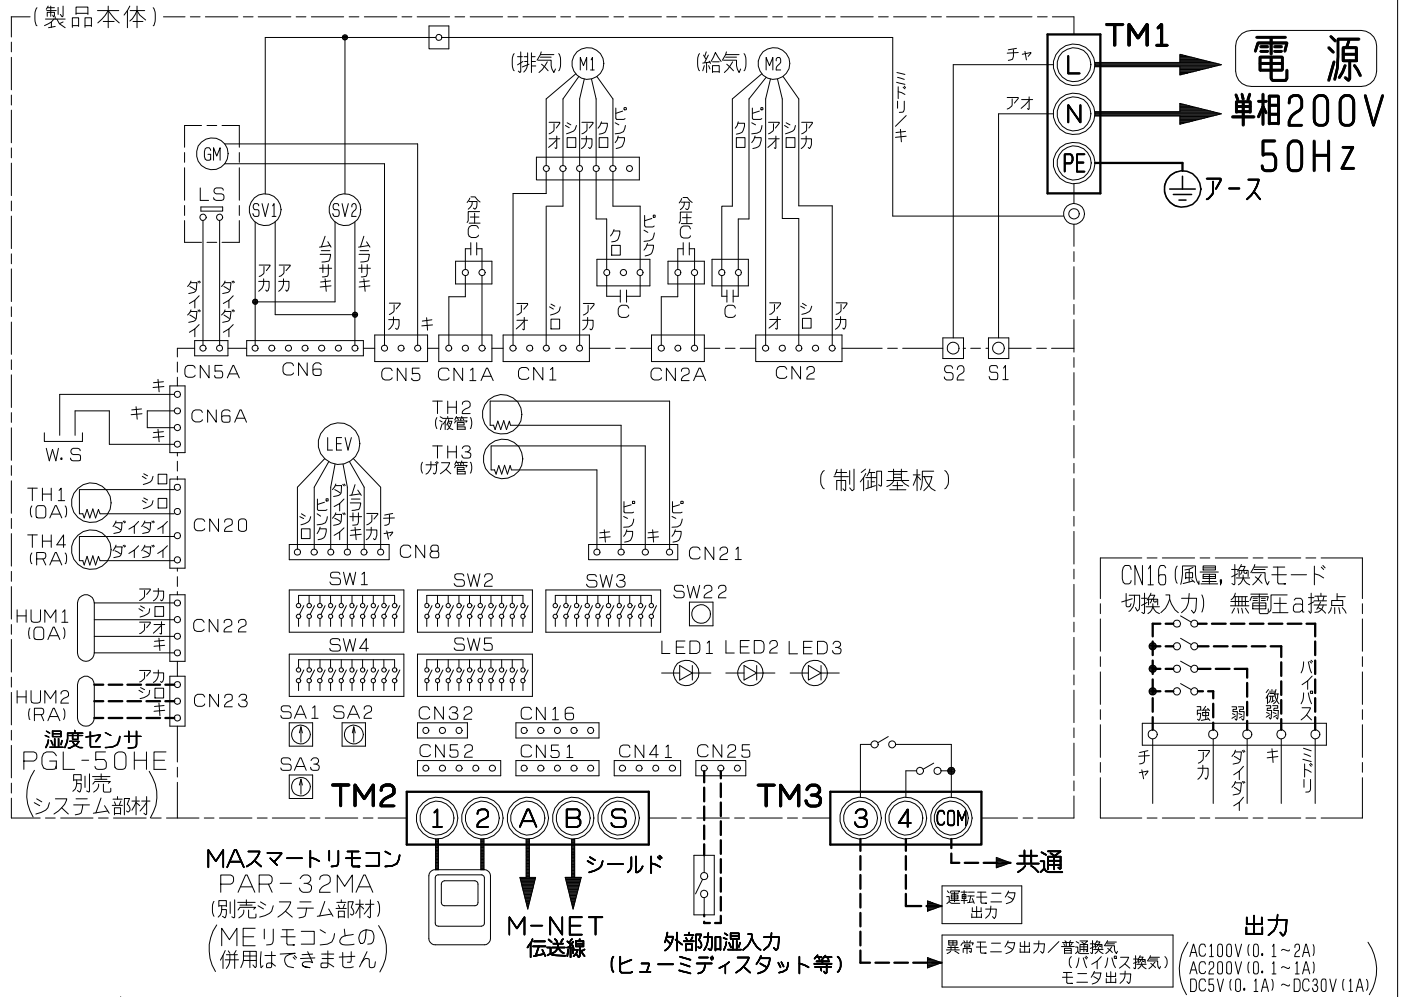 (製品本体)
TM1
電 源
単相200V
50Hz
アース
L
N
PE
チャ
アオ
ミドリ/キ
(排気)
M1
(給気)
M2
アオ
シロ
アカ
クロ
ピンク
クロ
ピンク
アオ
シロ
アカ
GM
LS
SV1
SV2
分圧C
分圧C
クロ
ピンク
C
C
ダイダイ
ダイダイ
アカ
アカ
ムラサキ
ムラサキ
アカ
キ
アオ
シロ
アカ
アオ
シロ
アカ
CN5A
CN6
CN5
CN1A
CN1
CN2A
CN2
S2
S1
キ
キ
キ
CN6A
W.S
TH2
(液管)
TH3
(ガス管)
LEV
(制御基板)
TH1
(OA)
シロ
シロ
TH4
(RA)
ダイダイ
ダイダイ
CN20
シロ
ピンク
ダイダイ
ムラサキ
アカ
チャ
CN8
キ
ピンク
キ
ピンク
CN21
HUM1
(OA)
アカ
シロ
アオ
キ
CN22
HUM2
(RA)
アカ
シロ
キ
CN23
SW1
SW2
SW3
SW22
SW4
SW5
LED1
LED2
LED3
湿度センサ
PGL-50HE
(別売
システム部材)
SA1
SA2
SA3
CN32
CN16
CN52
CN51
CN41
CN25
CN16(風量,換気モード
切換入力) 無電圧a接点
強
弱
微弱
バイパス
チャ
アカ
ダイダイ
キ
ミドリ
TM2
1
2
A
B
S
TM3
3
4
COM
MAスマートリモコン
PAR-32MA
(別売システム部材)
(MEリモコンとの
併用はできません)
シールド
M-NET
伝送線
外部加湿入力
(ヒューミディスタット等)
共通
運転モニタ
出力
異常モニタ出力/普通換気
(バイパス換気)
モニタ出力
出力
(AC100V(0.1~2A)
AC200V(0.1~1A)
DC5V(0.1A)~DC30V(1A))